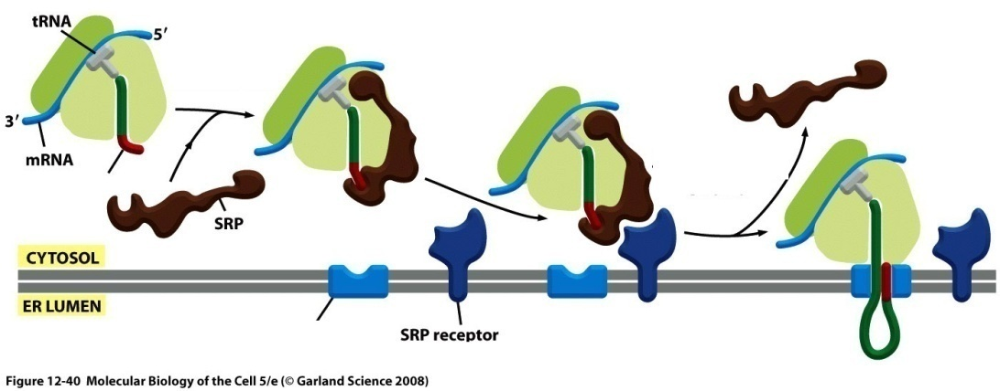 tRNA
5′
3′
mRNA
SRP
CYTOSOL
ER LUMEN
SRP receptor
Figure 12-40 Molecular Biology of the Cell 5/e (© Garland Science 2008)